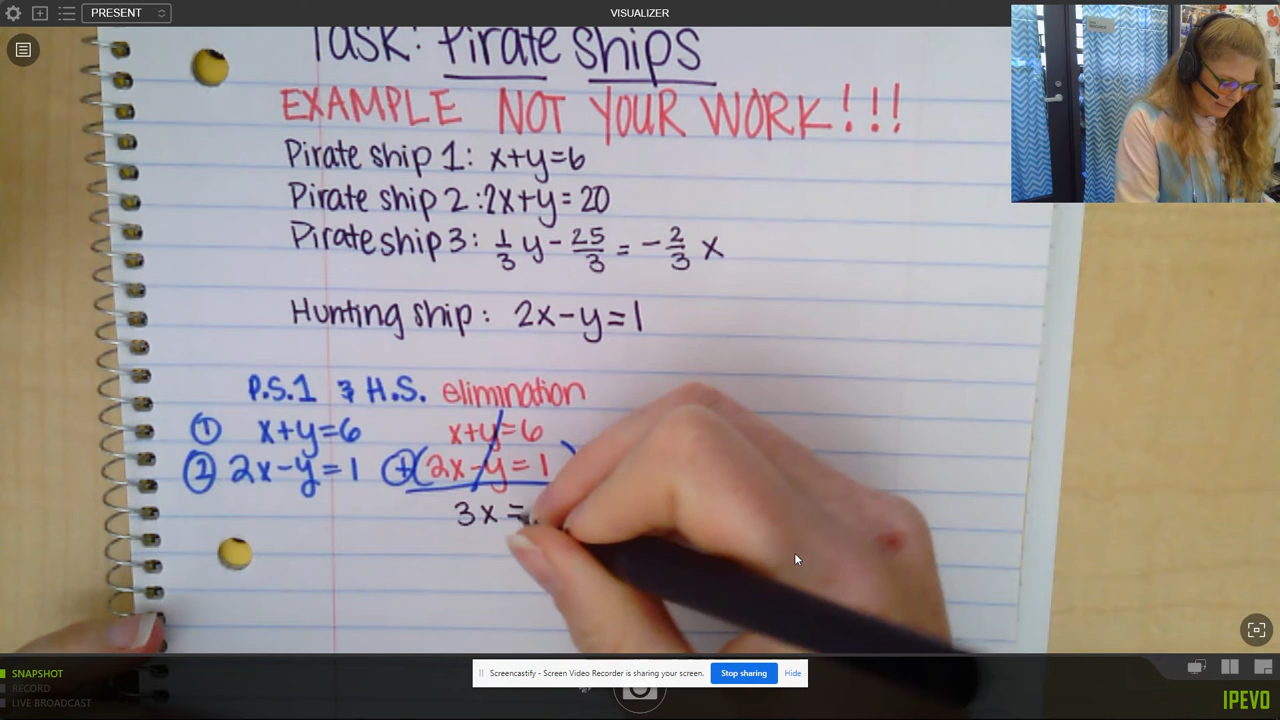 PRESENT
VISUALIZER
Task: Pirate Ships
EXAMPLE NOT YOUR WORK!!!
Pirate ship 1: x+y=6
Pirate ship 2: 2x+y=20
Pirate ship 3: 1/3 y - 25/3 = -2/3 x
Hunting ship: 2x-y=1
P.S.1 & H.S. elimination
① x+y=6 x+y=6
② 2x-y=1 +(2x-y=1)
3x =
Screencastify - Screen Video Recorder is sharing your screen. Stop sharing Hide
SNAPSHOT
RECORD
LIVE BROADCAST
IPEVO